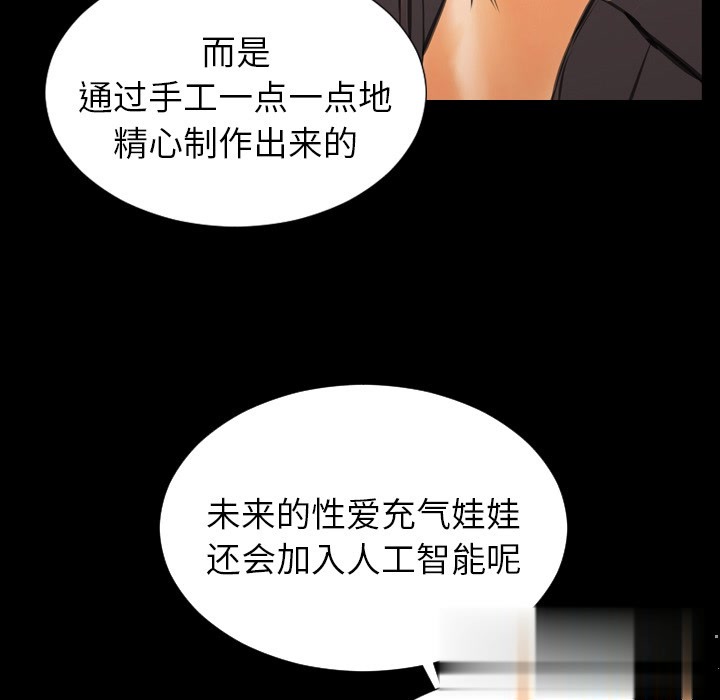 而是
通过手工一点一点地
精心制作出来的
未来的性爱充气娃娃
还会加入人工智能呢